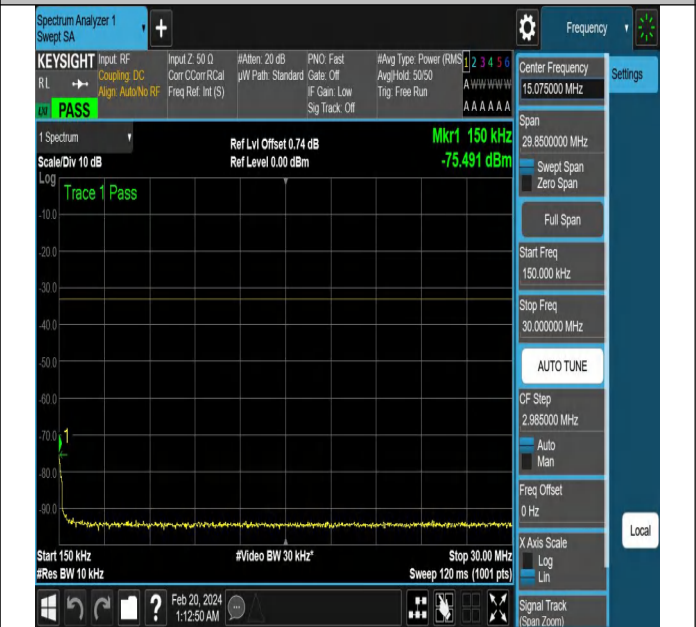 Spectrum Analyzer 1
Swept SA
Frequency
KEYSIGHT
RL
PASS
Input: RF
Coupling: DC
Align: Auto/No RF
Input Z: 50 Ω
Corr CCorr RCal
Freq Ref: Int (S)
#Atten: 20 dB
µW Path: Standard
PNO: Fast
Gate: Off
IF Gain: Low
Sig Track: Off
#Avg Type: Power (RMS
Avg|Hold: 50/50
Trig: Free Run
1 2 3 4 5 6
A W W W W W
A A A A A A
1 Spectrum
Scale/Div 10 dB
Ref Lvl Offset 0.74 dB
Ref Level 0.00 dBm
Mkr1 150 kHz
-75.491 dBm
Log
Trace 1 Pass
-10.0
-20.0
-30.0
-40.0
-50.0
-60.0
-70.0
-80.0
-90.0
1
Start 150 kHz
#Res BW 10 kHz
#Video BW 30 kHz*
Stop 30.00 MHz
Sweep 120 ms (1001 pts)
?
Feb 20, 2024
1:12:50 AM
Center Frequency
15.075000 MHz
Settings
Span
29.8500000 MHz
Swept Span
Zero Span
Full Span
Start Freq
150.000 kHz
Stop Freq
30.000000 MHz
AUTO TUNE
CF Step
2.985000 MHz
Auto
Man
Freq Offset
0 Hz
Local
X Axis Scale
Log
Lin
Signal Track
(Span Zoom)